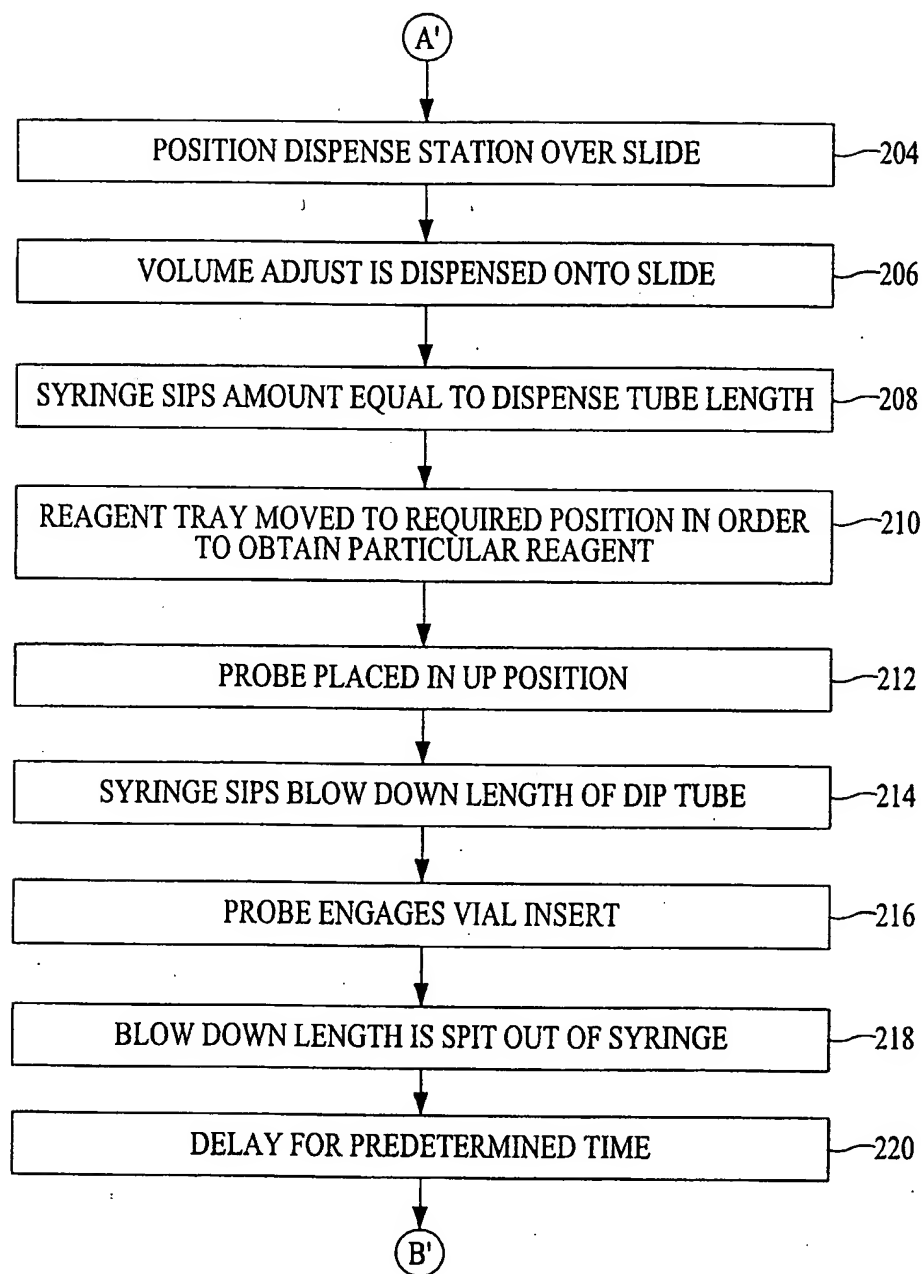 A'
POSITION DISPENSE STATION OVER SLIDE
204
VOLUME ADJUST IS DISPENSED ONTO SLIDE
206
SYRINGE SIPS AMOUNT EQUAL TO DISPENSE TUBE LENGTH
208
REAGENT TRAY MOVED TO REQUIRED POSITION IN ORDER
TO OBTAIN PARTICULAR REAGENT
210
PROBE PLACED IN UP POSITION
212
SYRINGE SIPS BLOW DOWN LENGTH OF DIP TUBE
214
PROBE ENGAGES VIAL INSERT
216
BLOW DOWN LENGTH IS SPIT OUT OF SYRINGE
218
DELAY FOR PREDETERMINED TIME
220
B'